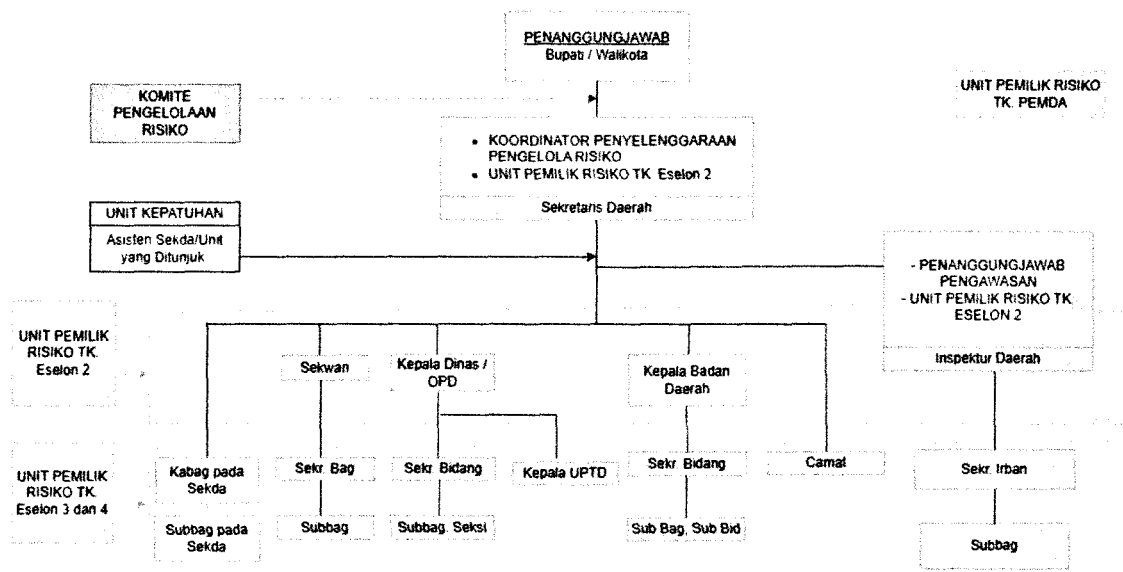 PENANGGUNGJAWAB
Bupati / Walikota
KOMITE
PENGELOLAAN
RISIKO
UNIT PEMILIK RISIKO
TK. PEMDA
• KOORDINATOR PENYELENGGARAAN
PENGELOLA RISIKO
• UNIT PEMILIK RISIKO TK. Eselon 2
Sekretaris Daerah
UNIT KEPATUHAN
Asisten Sekda/Unit
yang Ditunjuk
- PENANGGUNGJAWAB
PENGAWASAN
- UNIT PEMILIK RISIKO TK.
ESELON 2
Inspektur Daerah
UNIT PEMILIK
RISIKO TK.
Eselon 2
Sekwan
Kepala Dinas /
OPD
Kepala Badan
Daerah
UNIT PEMILIK
RISIKO TK.
Eselon 3 dan 4
Kabag pada
Sekda
Sekr. Bag
Sekr. Bidang
Kepala UPTD
Sekr. Bidang
Camat
Sekr. Irban
Subbag pada
Sekda
Subbag
Subbag, Seksi
Sub Bag, Sub Bid
Subbag